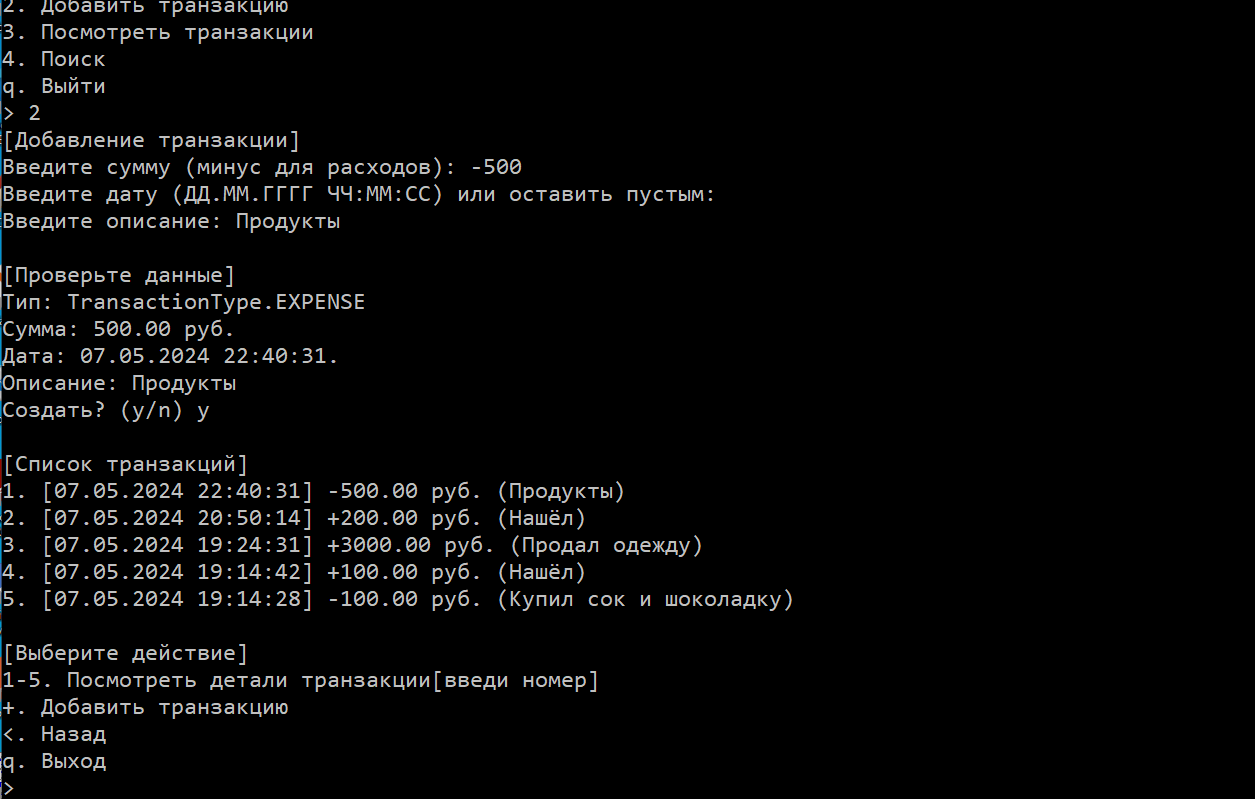 2. Добавить транзакцию
3. Посмотреть транзакции
4. Поиск
q. Выйти
> 2
[Добавление транзакции]
Введите сумму (минус для расходов): -500
Введите дату (ДД.ММ.ГГГГ ЧЧ:ММ:СС) или оставить пустым:
Введите описание: Продукты
[Проверьте данные]
Тип: TransactionType.EXPENSE
Сумма: 500.00 руб.
Дата: 07.05.2024 22:40:31.
Описание: Продукты
Создать? (y/n) y
[Список транзакций]
1. [07.05.2024 22:40:31] -500.00 руб. (Продукты)
2. [07.05.2024 20:50:14] +200.00 руб. (Нашёл)
3. [07.05.2024 19:24:31] +3000.00 руб. (Продал одежду)
4. [07.05.2024 19:14:42] +100.00 руб. (Нашёл)
5. [07.05.2024 19:14:28] -100.00 руб. (Купил сок и шоколадку)
[Выберите действие]
1-5. Посмотреть детали транзакции[введи номер]
+. Добавить транзакцию
<. Назад
q. Выход
>